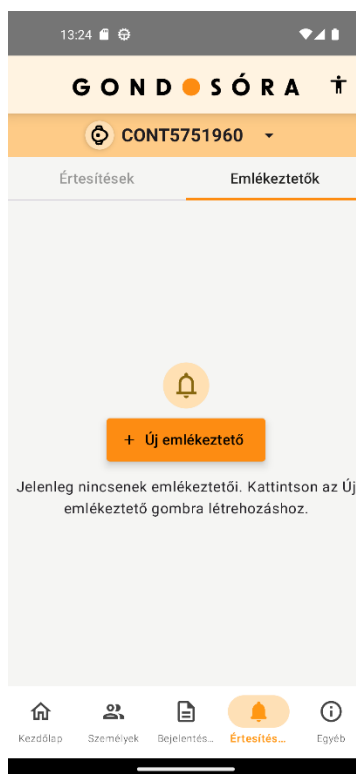 13:24
GONDOSÓRA
CONT5751960
Értesítések Emlékeztetők
+ Új emlékeztető
Jelenleg nincsenek emlékeztetői. Kattintson az Új
emlékeztető gombra létrehozáshoz.
Kezdőlap Személyek Bejelentés... Értesítés... Egyéb